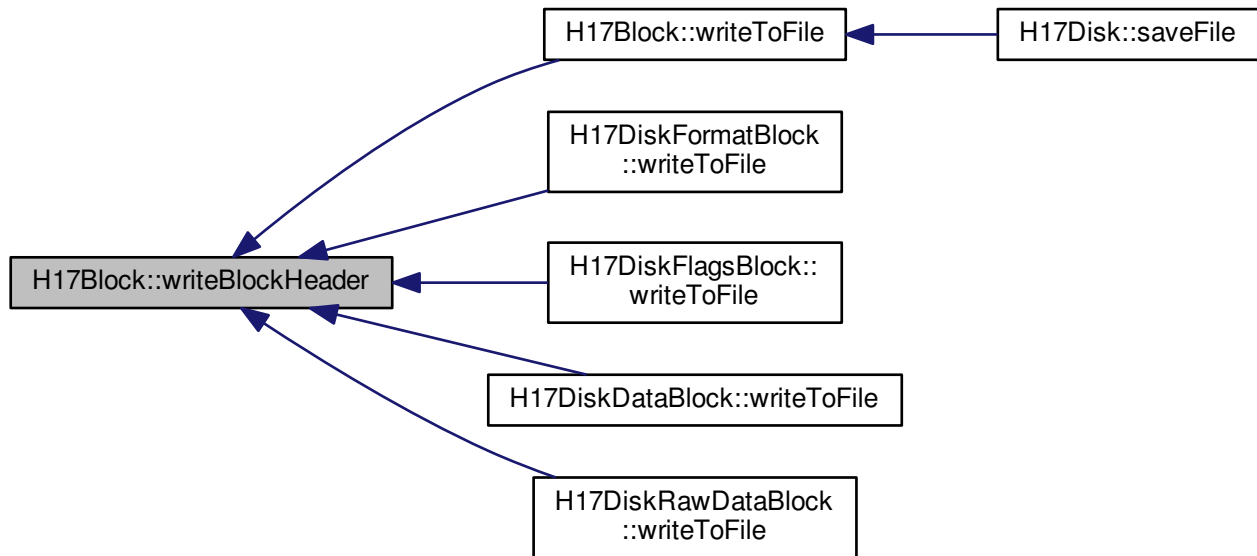 H17Block::writeToFile
H17Disk::saveFile
H17DiskFormatBlock
::writeToFile
H17Block::writeBlockHeader
H17DiskFlagsBlock::
writeToFile
H17DiskDataBlock::writeToFile
H17DiskRawDataBlock
::writeToFile